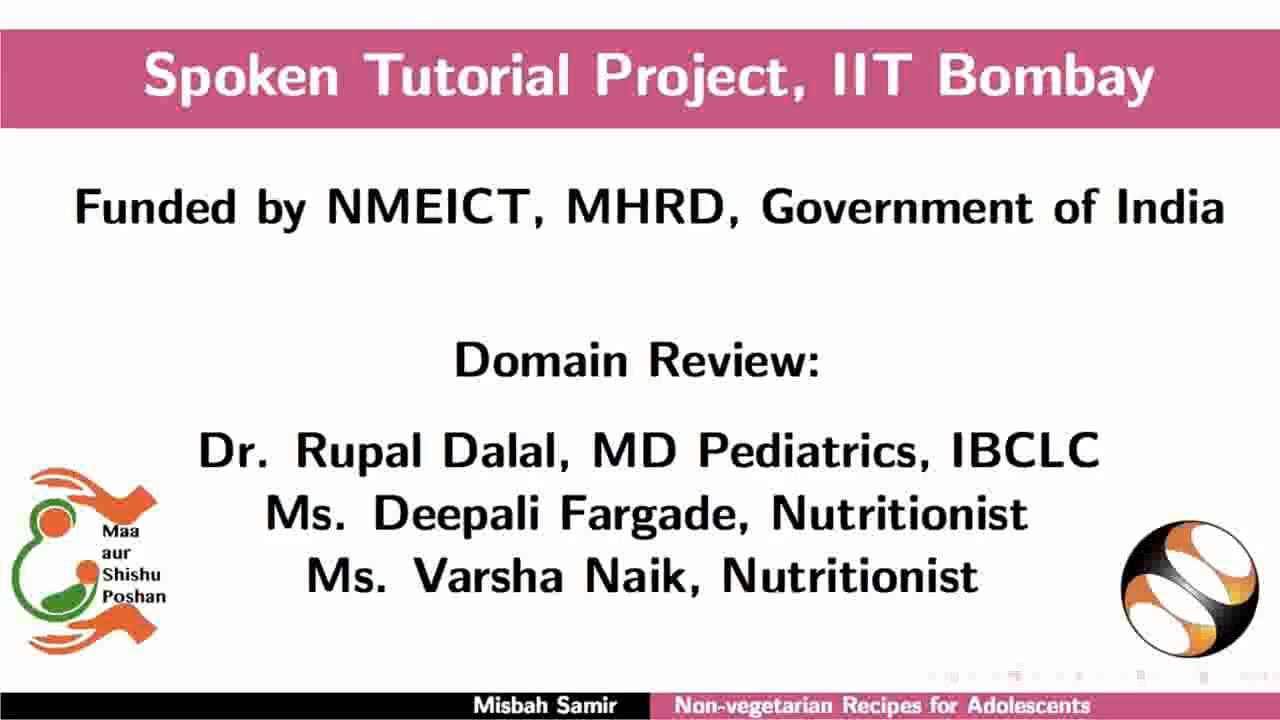 Spoken Tutorial Project, IIT Bombay
Funded by NMEICT, MHRD, Government of India
Domain Review:
Dr. Rupal Dalal, MD Pediatrics, IBCLC
Ms. Deepali Fargade, Nutritionist
Ms. Varsha Naik, Nutritionist
Maa
aur
Shishu
Poshan
Misbah Samir
Non-vegetarian Recipes for Adolescents